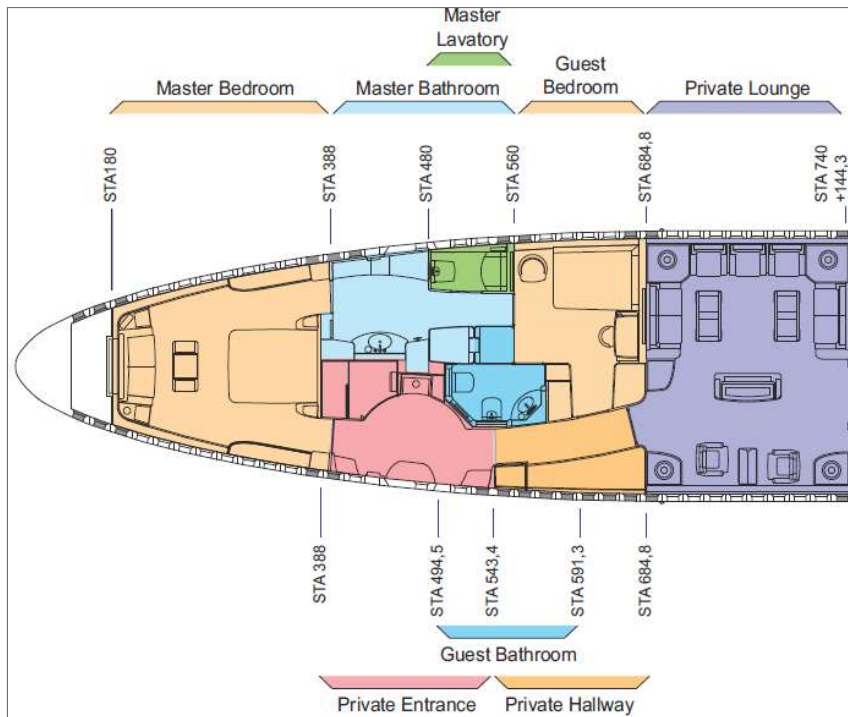 Master
Lavatory
Master Bedroom
Master Bathroom
Guest
Bedroom
Private Lounge
STA180
STA 388
STA 480
STA 560
STA 684,8
STA 740
+144,3
STA 388
STA 494,5
STA 543,4
STA 591,3
STA 684,8
Guest Bathroom
Private Entrance
Private Hallway